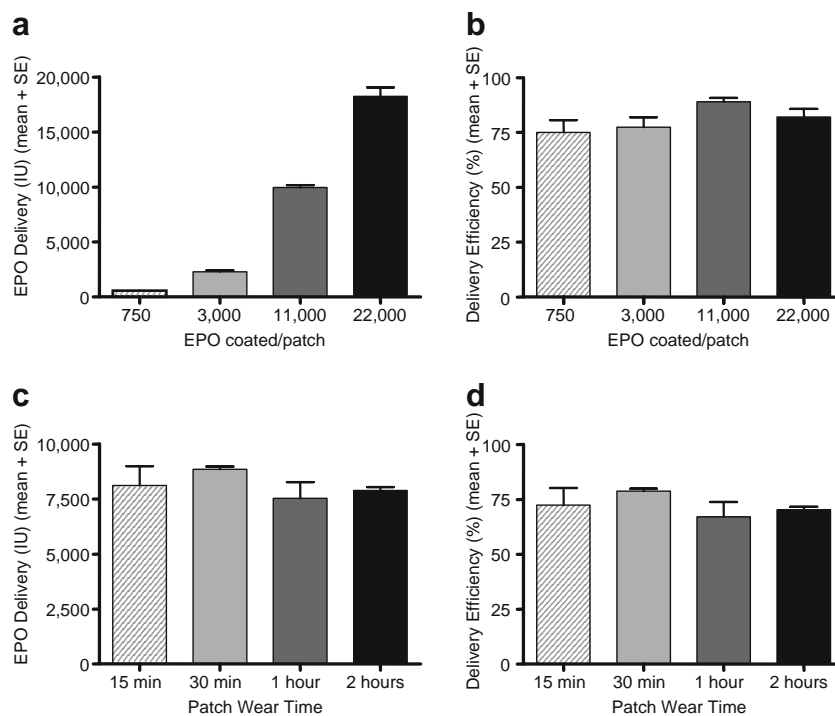 a
EPO Delivery (IU) (mean + SE)
20,000
15,000
10,000
5,000
0
750 3,000 11,000 22,000
EPO coated/patch
b
Delivery Efficiency (%) (mean + SE)
100
75
50
25
0
750 3,000 11,000 22,000
EPO coated/patch
c
EPO Delivery (IU) (mean + SE)
10,000
7,500
5,000
2,500
0
15 min 30 min 1 hour 2 hours
Patch Wear Time
d
Delivery Efficiency (%) (mean + SE)
100
75
50
25
0
15 min 30 min 1 hour 2 hours
Patch Wear Time